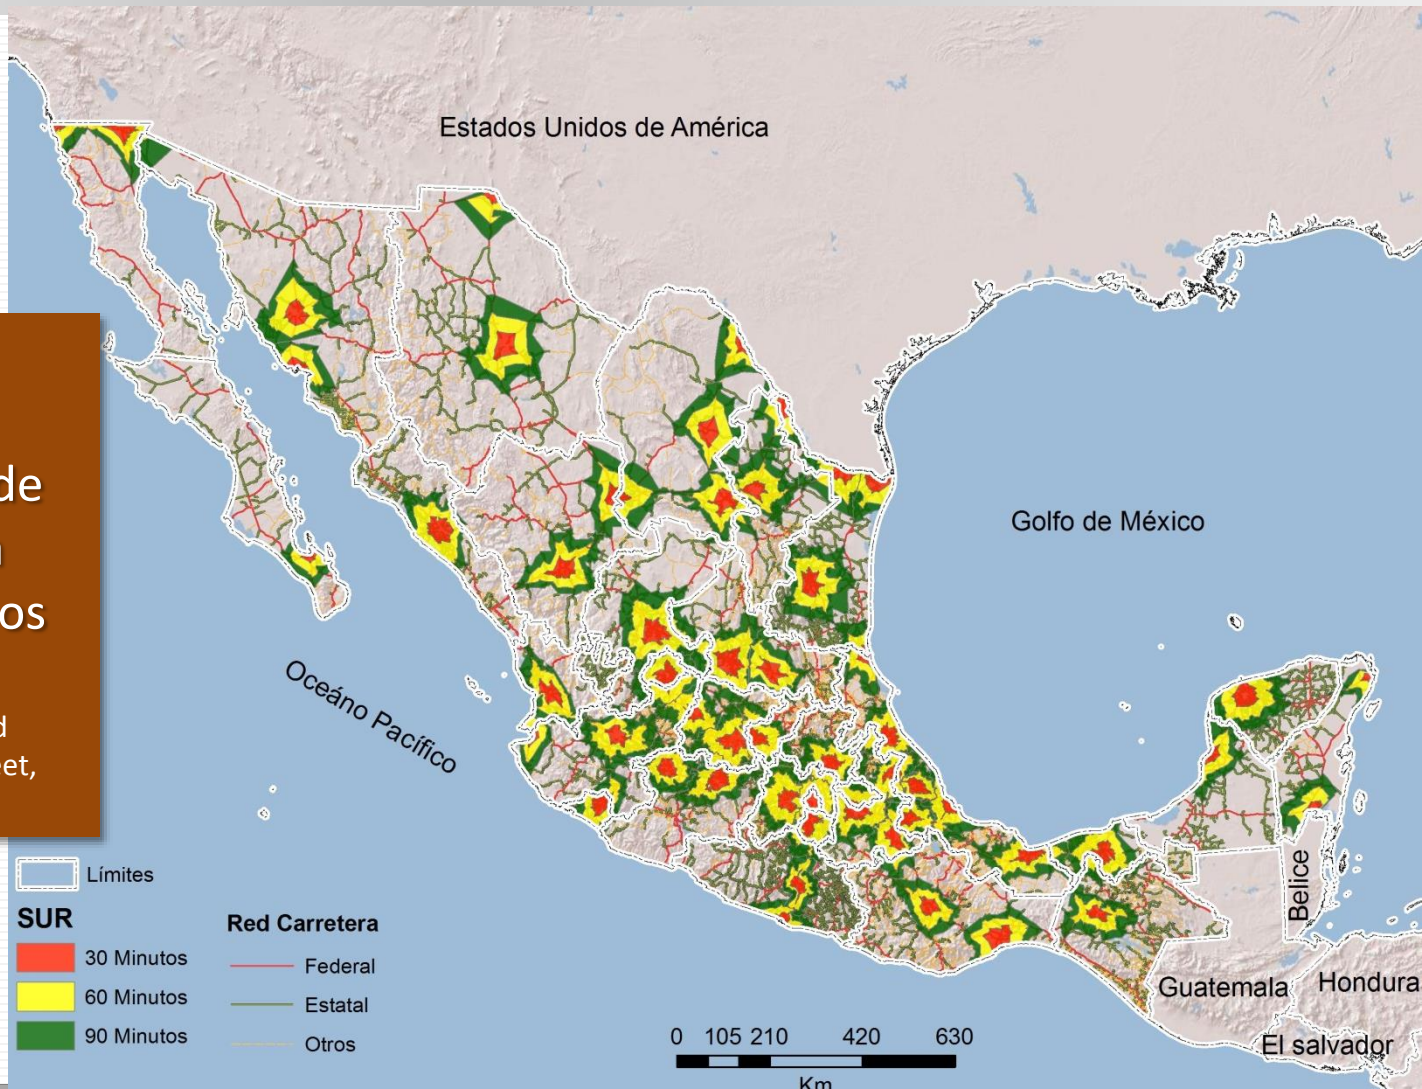 Estados Unidos de América
Golfo de México
Océano Pacífico
de
os
d
eet,
Límites
SUR
30 Minutos
60 Minutos
90 Minutos
Red Carretera
Federal
Estatal
Otros
0 105 210 420 630
Km
Belice
Guatemala
Hondura
El salvador